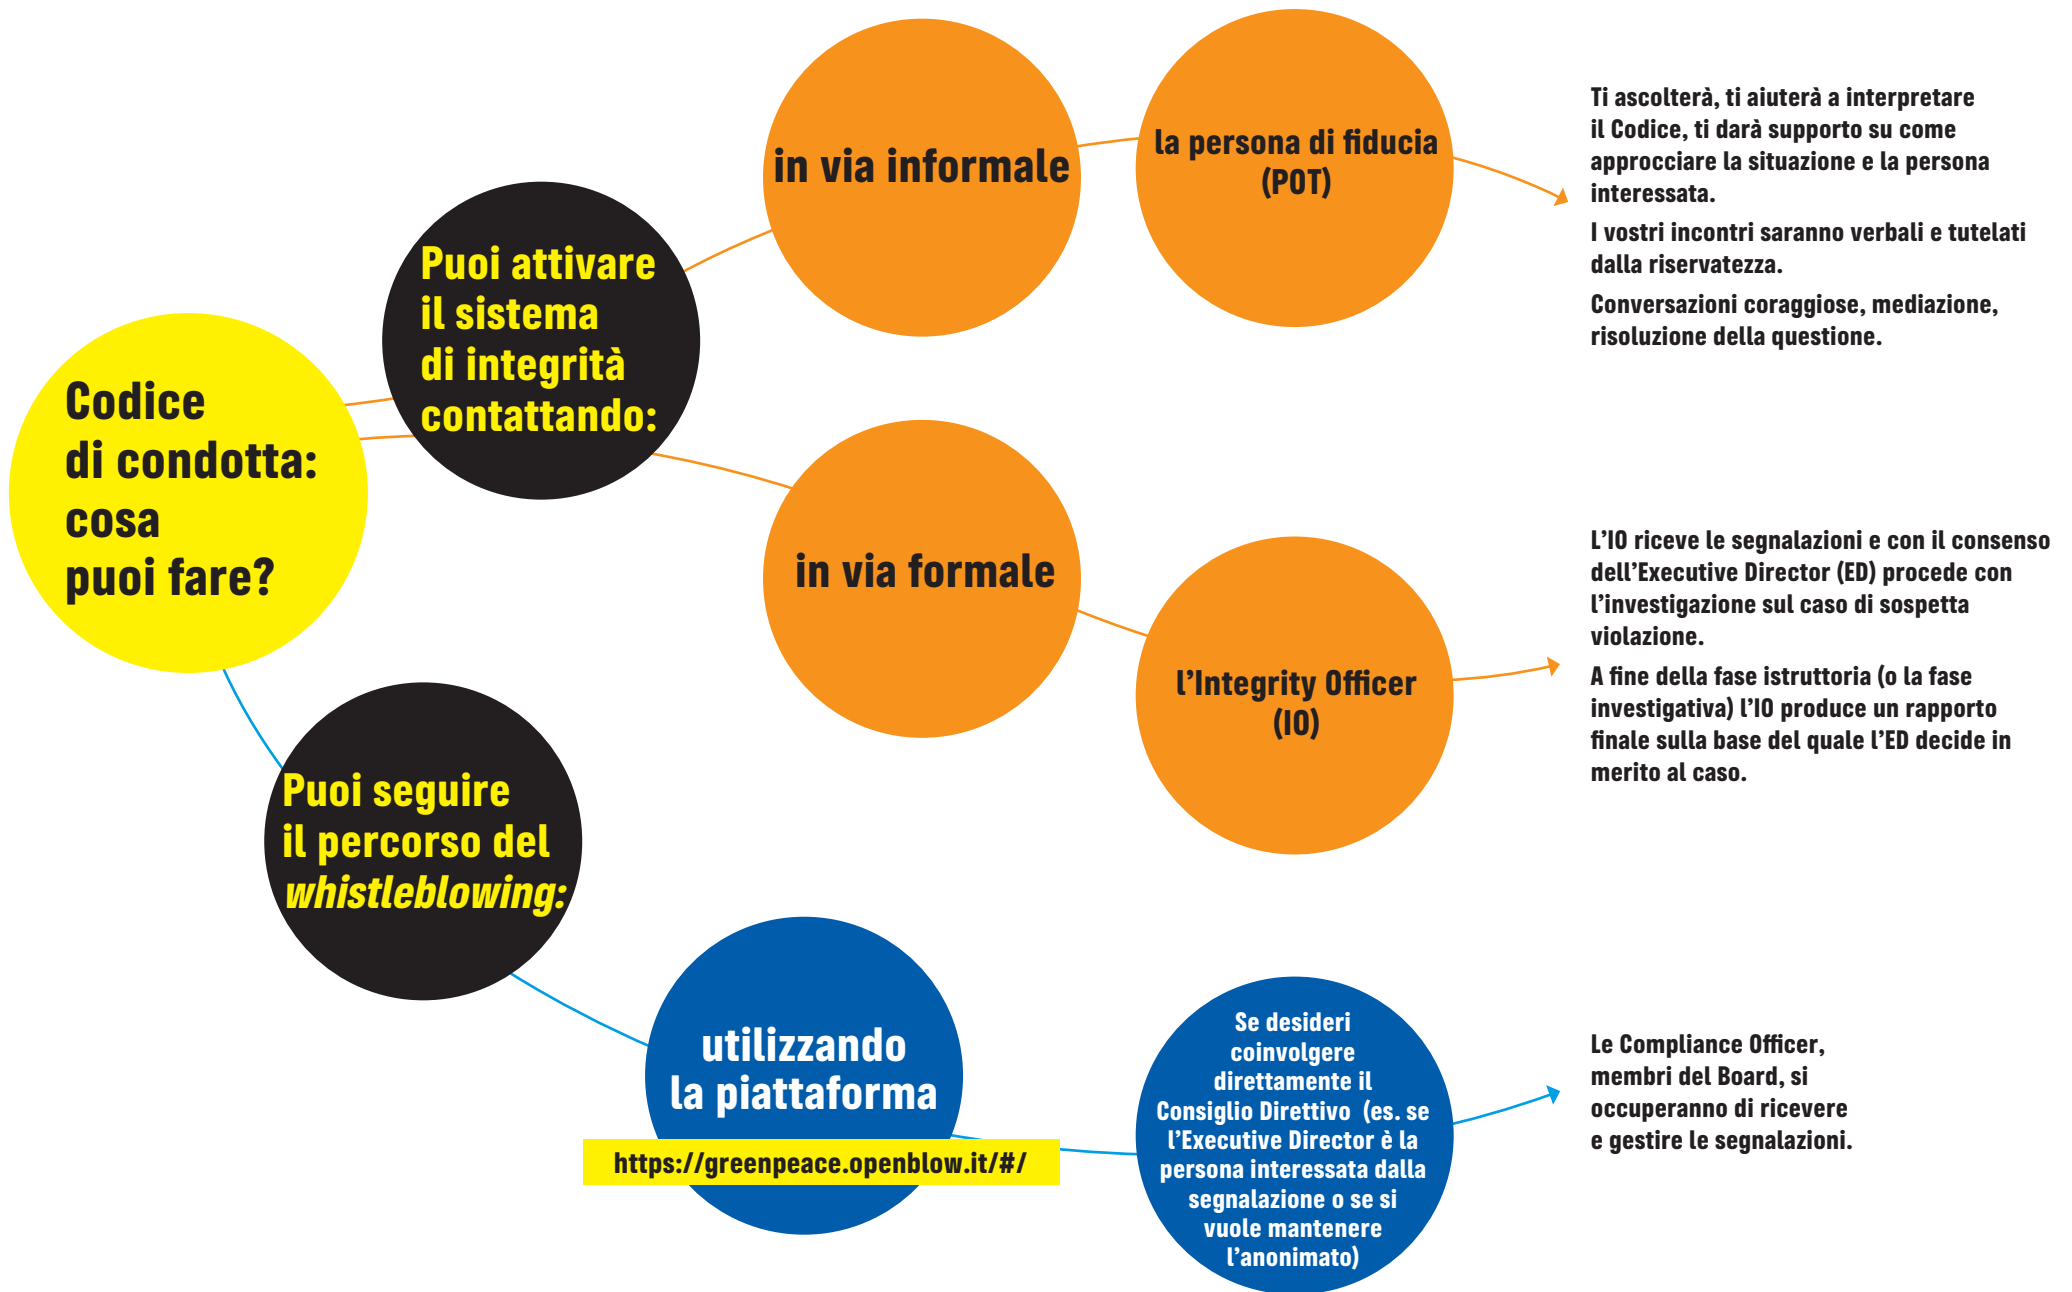 Codice
di condotta:
cosa
puoi fare?
Puoi attivare
il sistema
di integrità
contattando:
in via informale
la persona di fiducia
(POT)
Ti ascolterà, ti aiuterà a interpretare
il Codice, ti darà supporto su come
approcciare la situazione e la persona
interessata.
I vostri incontri saranno verbali e tutelati
dalla riservatezza.
Conversazioni coraggiose, mediazione,
risoluzione della questione.
in via formale
l'Integrity Officer
(IO)
L'IO riceve le segnalazioni e con il consenso
dell'Executive Director (ED) procede con
l'investigazione sul caso di sospetta
violazione.
A fine della fase istruttoria (o la fase
investigativa) l'IO produce un rapporto
finale sulla base del quale l'ED decide in
merito al caso.
Puoi seguire
il percorso del
whistleblowing:
utilizzando
la piattaforma
https://greenpeace.openblow.it/#/
Se desideri
coinvolgere
direttamente il
Consiglio Direttivo (es. se
l'Executive Director è la
persona interessata dalla
segnalazione o se si
vuole mantenere
l'anonimato)
Le Compliance Officer,
membri del Board, si
occuperanno di ricevere
e gestire le segnalazioni.